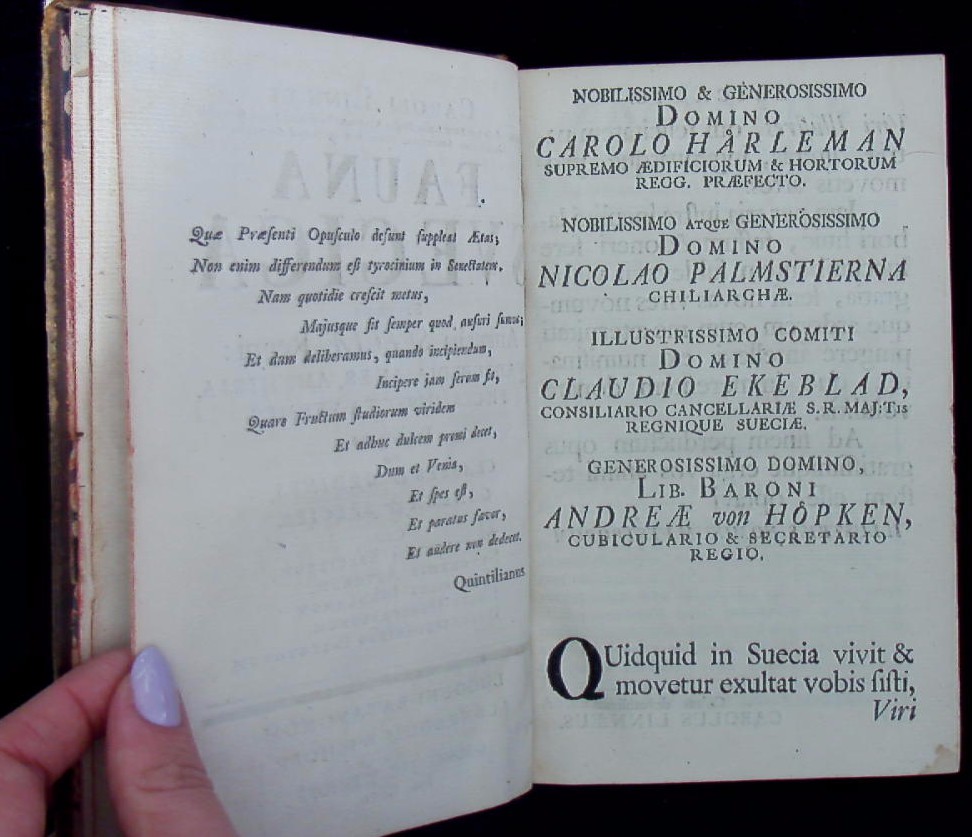 Quæ Præsenti Opusculo desunt suppleat Ætas;
Non enim differendum est tyrocinium in Senectutem.
Nam quotidie crescit metus,
Majusque fit semper quod ausuri sumus;
Et dum deliberamus, quando incipiendum,
Incipere jam serum fit,
Quare Fructum studiorum viridem
Et adhuc dulcem promi decet,
Dum et Venia,
Et spes est,
Et paratus favor,
Et audere non dedecet.
Quintilianus
NOBILISSIMO & GENEROSISSIMO
DOMINO
CAROLO HÅRLEMAN
SUPREMO ÆDIFICIORUM & HORTORUM
REGG. PRÆFECTO.
NOBILISSIMO ATQUE GENEROSISSIMO
DOMINO
NICOLAO PALMSTIERNA
CHILIARCHÆ.
ILLUSTRISSIMO COMITI
DOMINO
CLAUDIO EKEBLAD,
CONSILIARIO CANCELLARIÆ S.R. MAJ:TIS
REGNIQUE SUECIÆ.
GENEROSISSIMO DOMINO,
LIB. BARONI
ANDREÆ von HÖPKEN,
CUBICULARIO & SECRETARIO
REGIO.
QUidquid in Suecia vivit &
movetur exultat vobis sisti,
Viri